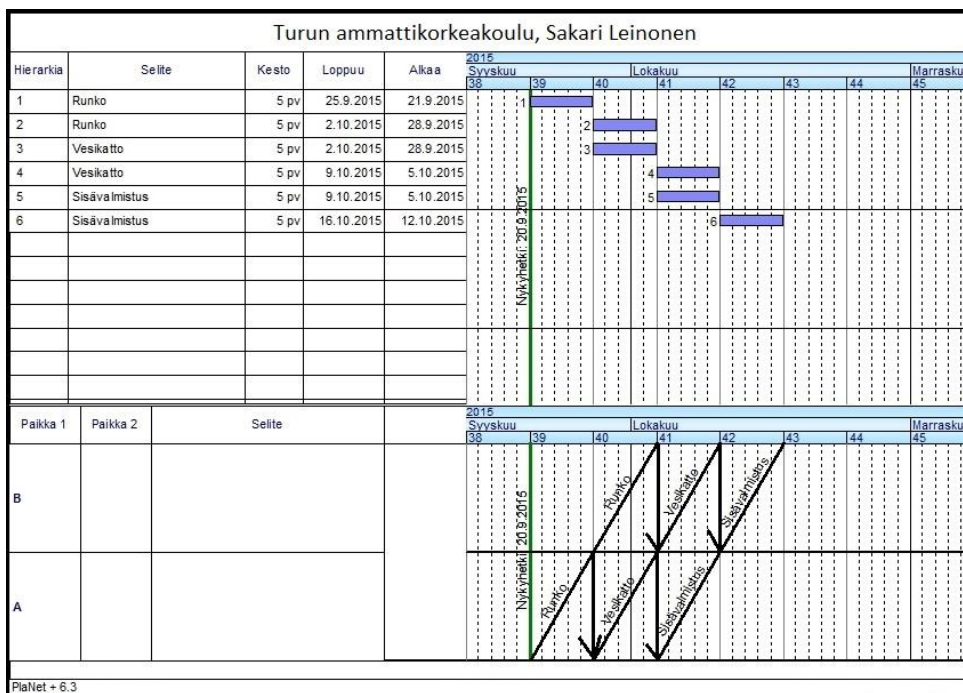 Turun ammattikorkeakoulu, Sakari Leinonen
Hierarkia Selite Kesto Loppuu Alkaa
2015
Syyskuu Lokakuu Marrasku
38 39 40 41 42 43 44 45
1 Runko 5 pv 25.9.2015 21.9.2015 1
2 Runko 5 pv 2.10.2015 28.9.2015 2
3 Vesikatto 5 pv 2.10.2015 28.9.2015 3
4 Vesikatto 5 pv 9.10.2015 5.10.2015 4
5 Sisävalmistus 5 pv 9.10.2015 5.10.2015 5
6 Sisävalmistus 5 pv 16.10.2015 12.10.2015 6
Nykyhetki: 20.9.2015
Paikka 1 Paikka 2 Selite
2015
Syyskuu Lokakuu Marrasku
38 39 40 41 42 43 44 45
B
Runko Vesikatto Sisävalmistus
Nykyhetki: 20.9.2015
A
Runko Vesikatto Sisävalmistus
PlaNet + 6.3